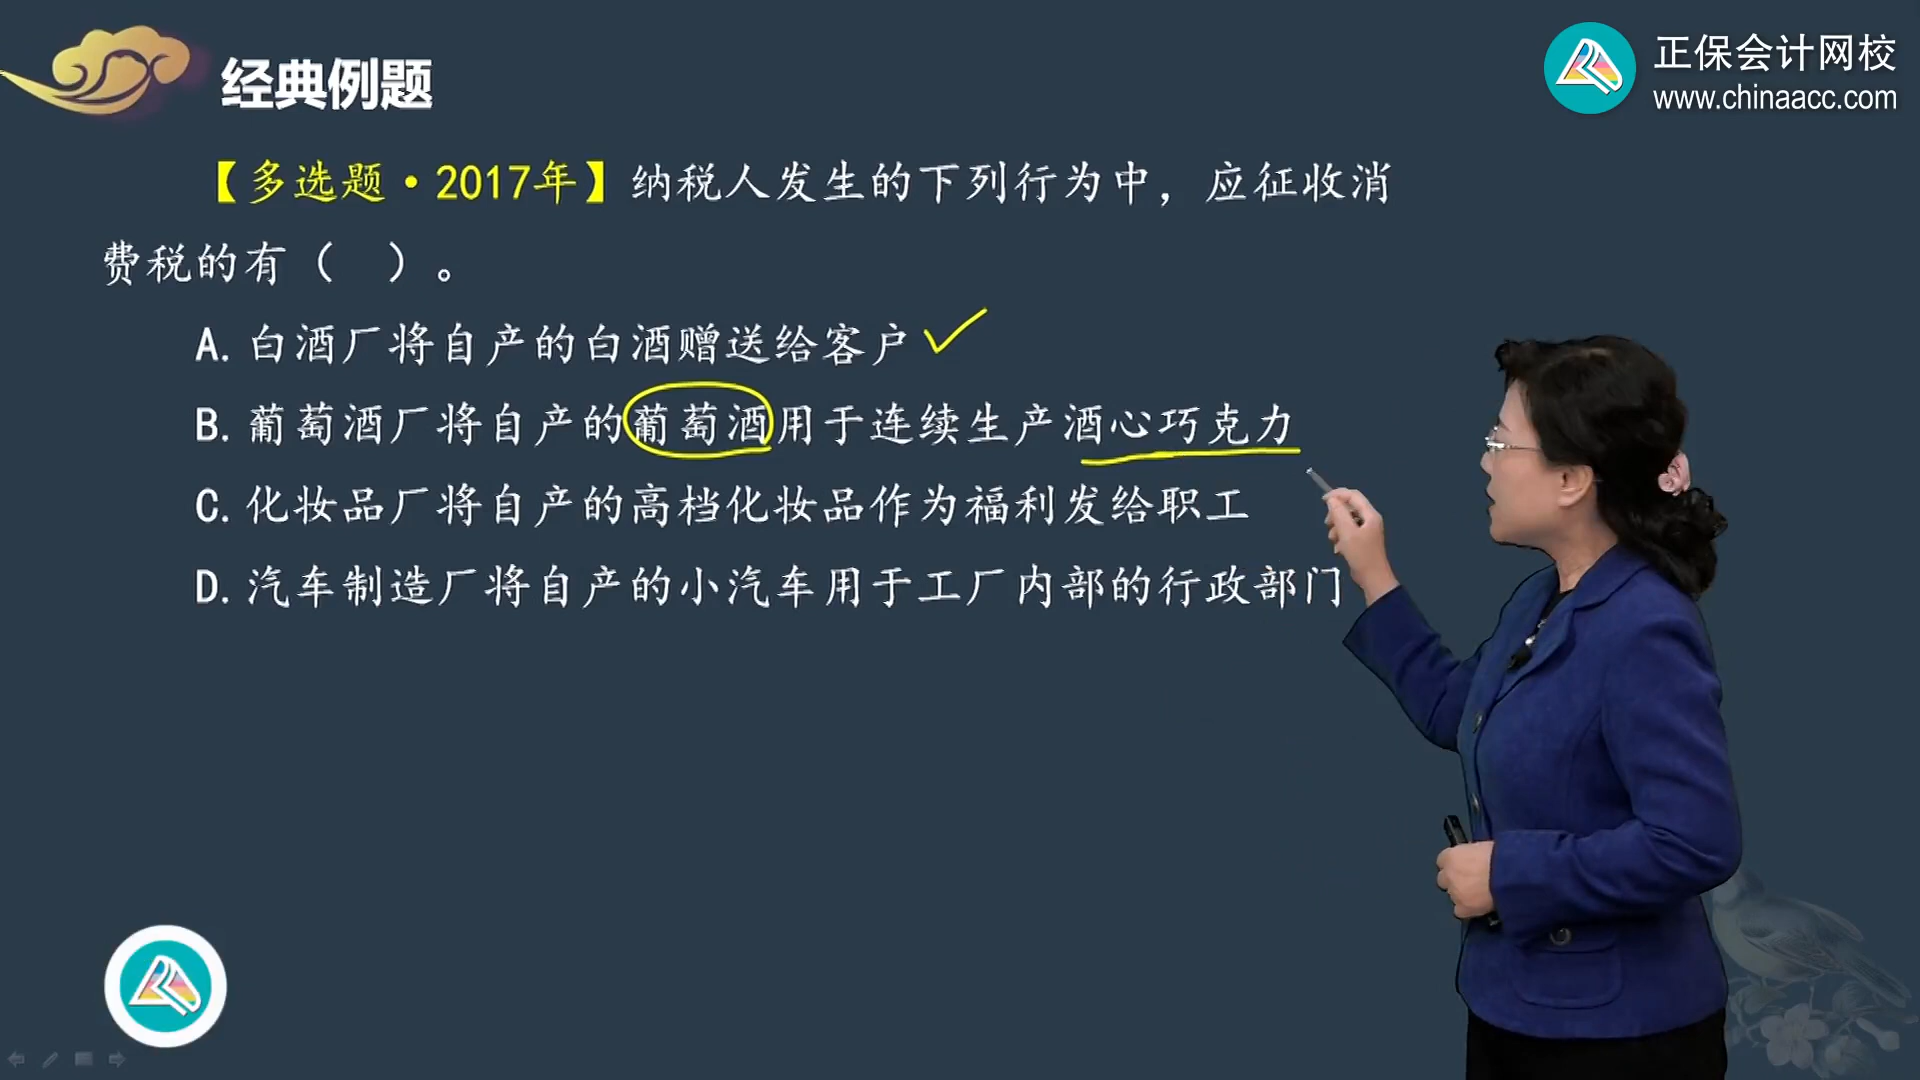 经典例题
正保会计网校
www.chinaacc.com
【多选题·2017年】纳税人发生的下列行为中，应征收消
费税的有（ ）。
A. 白酒厂将自产的白酒赠送给客户
B. 葡萄酒厂将自产的葡萄酒用于连续生产酒心巧克力
C. 化妆品厂将自产的高档化妆品作为福利发给职工
D. 汽车制造厂将自产的小汽车用于工厂内部的行政部门